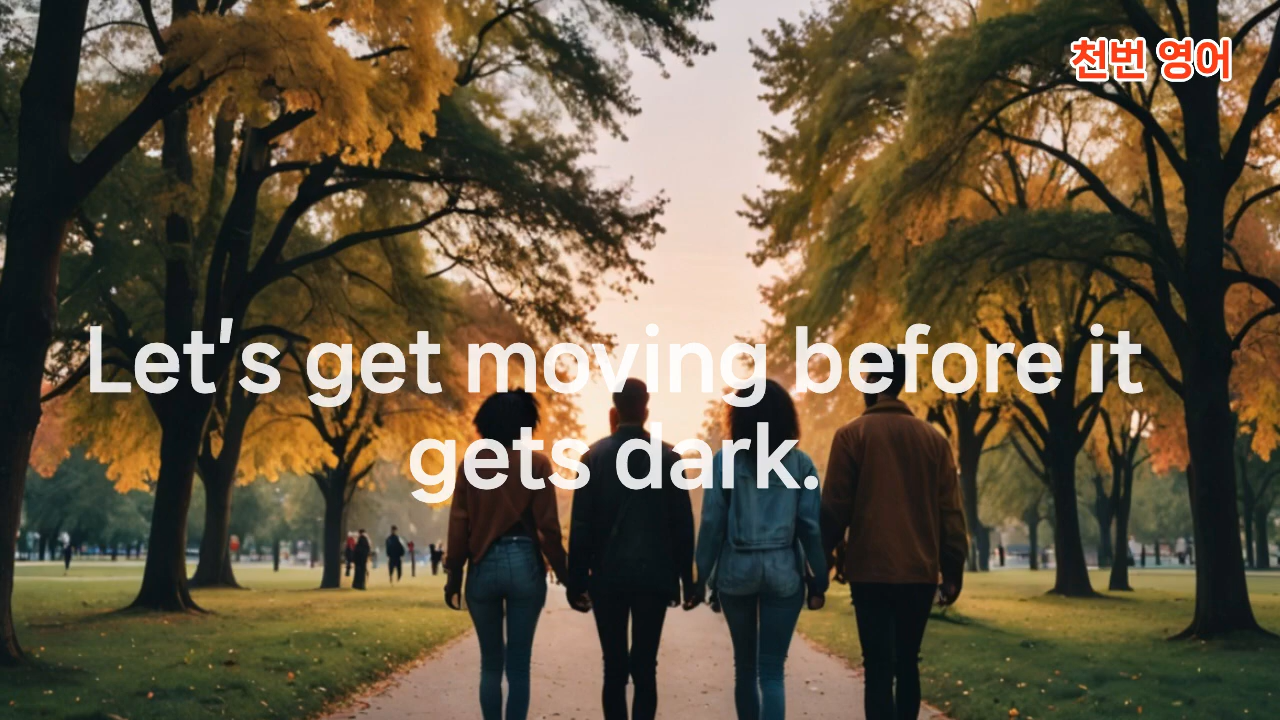 천번 영어
Let's get moving before it
gets dark.